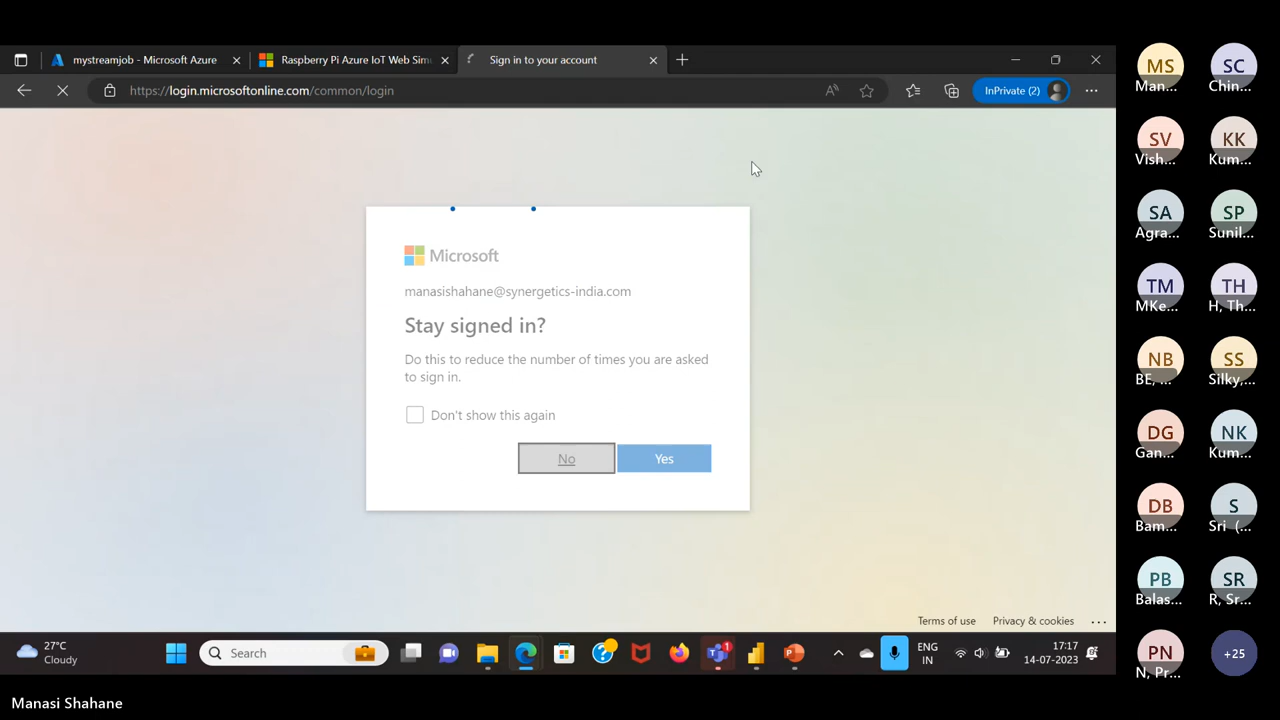 mystreamjob - Microsoft Azure
Raspberry Pi Azure IoT Web Sim
Sign in to your account
https://login.microsoftonline.com/common/login
InPrivate (2)
Microsoft
manasishahane@synergetics-india.com
Stay signed in?
Do this to reduce the number of times you are asked
to sign in.
Don't show this again
No
Yes
Terms of use
Privacy & cookies
27°C
Cloudy
Search
1
ENG
IN
17:17
14-07-2023
Manasi Shahane
MS
Man...
SC
Chin...
SV
Vish...
KK
Kum...
SA
Agra...
SP
Sunil...
TM
MKe...
TH
H, Th...
NB
BE, ...
SS
Silky,...
DG
Gan...
NK
Kum...
DB
Bam...
S
Sri (...
PB
Balas...
SR
R, Sr...
PN
N, Pr...
+25